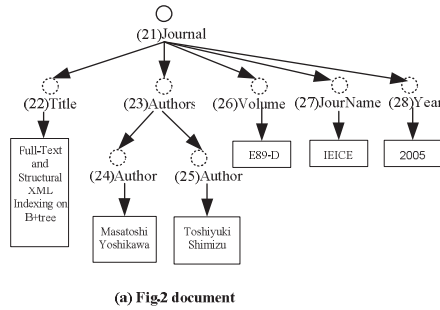 (21)Journal
(22)Title
(23)Authors
(26)Volume
(27)JourName
(28)Year
Full-Text
and
Structural
XML
Indexing on
B+tree
(24)Author
(25)Author
E89-D
IEICE
2005
Masatoshi
Yoshikawa
Toshiyuki
Shimizu
(a) Fig.2 document